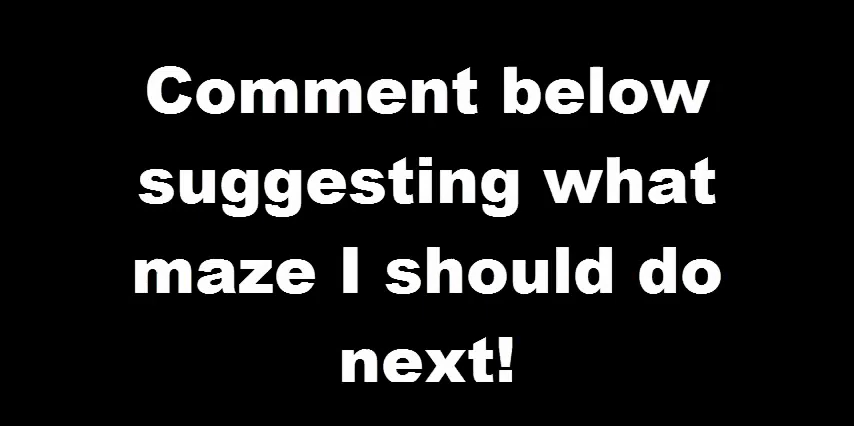 Comment below
suggesting what
maze I should do
next!